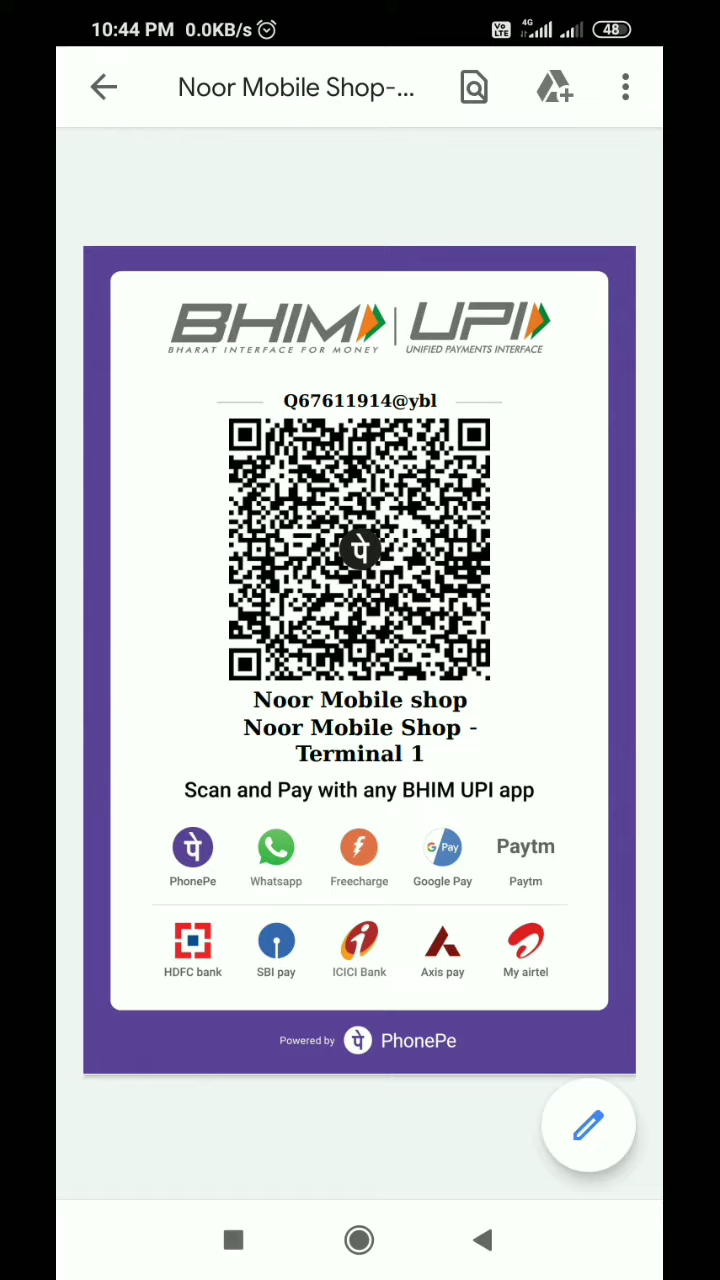 10:44 PM 0.0KB/s Vo LTE 4G 48
Noor Mobile Shop-...
BHIM | UPI
BHARAT INTERFACE FOR MONEY UNIFIED PAYMENTS INTERFACE
Q67611914@ybl
पे
Noor Mobile shop
Noor Mobile Shop -
Terminal 1
Scan and Pay with any BHIM UPI app
पे G Pay Paytm
PhonePe Whatsapp Freecharge Google Pay Paytm
HDFC bank SBI pay ICICI Bank Axis pay My airtel
Powered by पे PhonePe